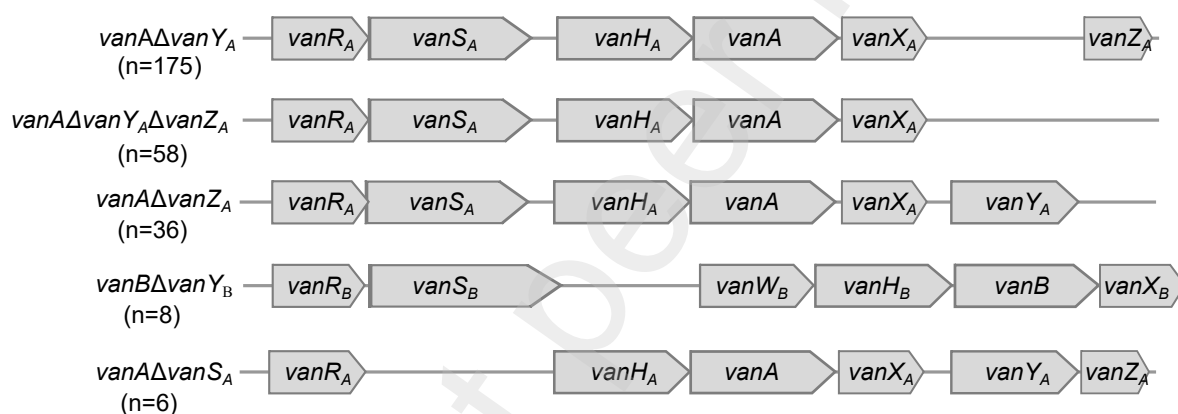 vanAΔvanY_A vanR_A vanS_A vanH_A vanA vanX_A vanZ_A
(n=175)
vanAΔvanY_AΔvanZ_A vanR_A vanS_A vanH_A vanA vanX_A
(n=58)
vanAΔvanZ_A vanR_A vanS_A vanH_A vanA vanX_A vanY_A
(n=36)
vanBΔvanY_B vanR_B vanS_B vanW_B vanH_B vanB vanX_B
(n=8)
vanAΔvanS_A vanR_A vanH_A vanA vanX_A vanY_A vanZ_A
(n=6)
peer